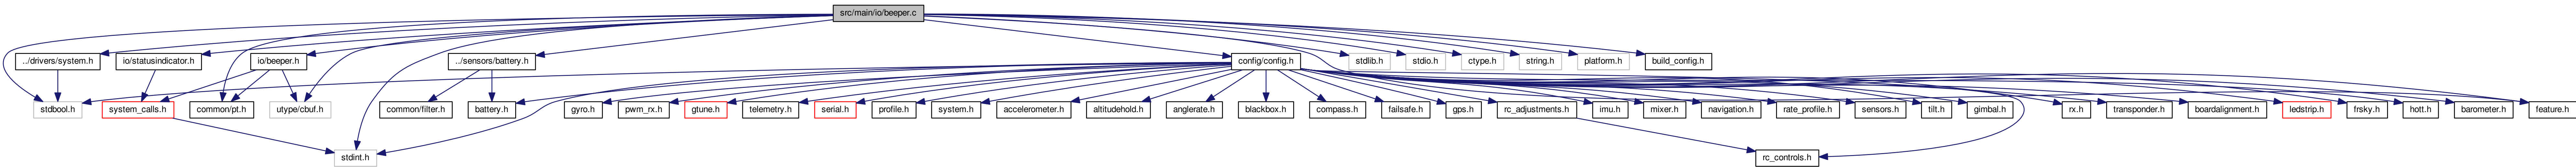 src/main/io/beeper.c
../drivers/system.h
io/statusindicator.h
io/beeper.h
../sensors/battery.h
config/config.h
stdlib.h
stdio.h
ctype.h
string.h
platform.h
build_config.h
stdbool.h
system_calls.h
common/pt.h
utype/cbuf.h
common/filter.h
battery.h
gyro.h
pwm_rx.h
gtune.h
telemetry.h
serial.h
profile.h
system.h
accelerometer.h
altitudehold.h
anglerate.h
blackbox.h
compass.h
failsafe.h
gps.h
rc_adjustments.h
imu.h
mixer.h
navigation.h
rate_profile.h
sensors.h
tilt.h
gimbal.h
rx.h
transponder.h
boardalignment.h
ledstrip.h
frsky.h
hott.h
barometer.h
feature.h
stdint.h
rc_controls.h